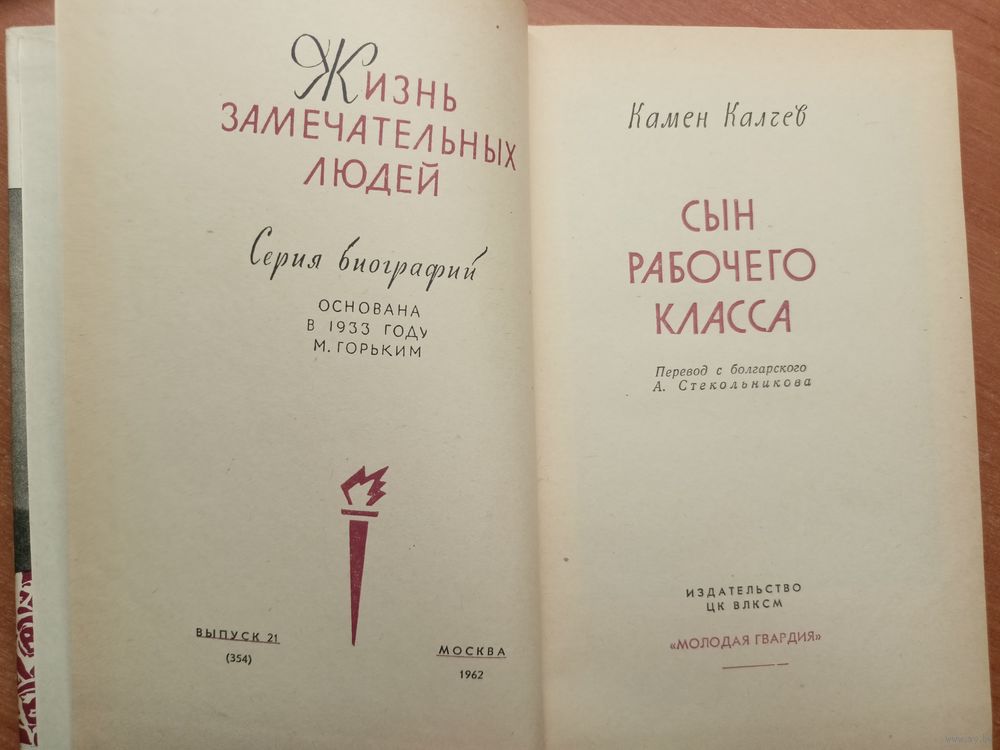 Жизнь
ЗАМЕЧАТЕЛЬНЫХ
ЛЮДЕЙ
Серия биографий
ОСНОВАНА
В 1933 ГОДУ
М. ГОРЬКИМ
ВЫПУСК 21
(354)
МОСКВА
1962
Камен Калчев
СЫН
РАБОЧЕГО
КЛАССА
Перевод с болгарского
А. Стекольникова
ИЗДАТЕЛЬСТВО
ЦК ВЛКСМ
«МОЛОДАЯ ГВАРДИЯ»